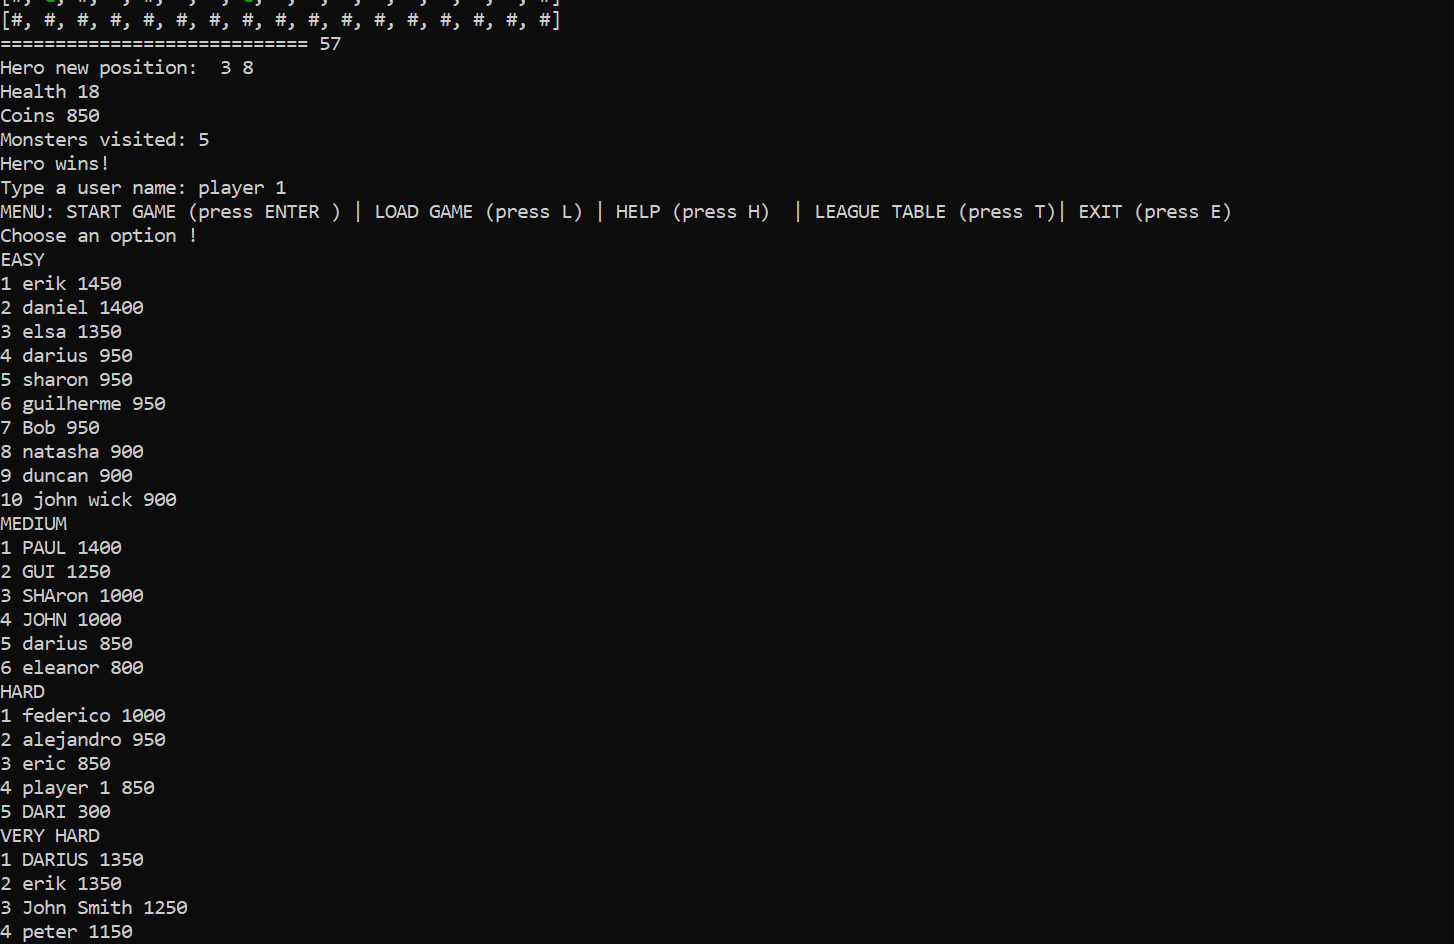 [#, #, #, #, #, #, #, #, #, #, #, #, #, #, #, #, #]
============================ 57
Hero new position:  3 8
Health 18
Coins 850
Monsters visited: 5
Hero wins!
Type a user name: player 1
MENU: START GAME (press ENTER ) | LOAD GAME (press L) | HELP (press H)  | LEAGUE TABLE (press T)| EXIT (press E)
Choose an option !
EASY
1 erik 1450
2 daniel 1400
3 elsa 1350
4 darius 950
5 sharon 950
6 guilherme 950
7 Bob 950
8 natasha 900
9 duncan 900
10 john wick 900
MEDIUM
1 PAUL 1400
2 GUI 1250
3 SHAron 1000
4 JOHN 1000
5 darius 850
6 eleanor 800
HARD
1 federico 1000
2 alejandro 950
3 eric 850
4 player 1 850
5 DARI 300
VERY HARD
1 DARIUS 1350
2 erik 1350
3 John Smith 1250
4 peter 1150